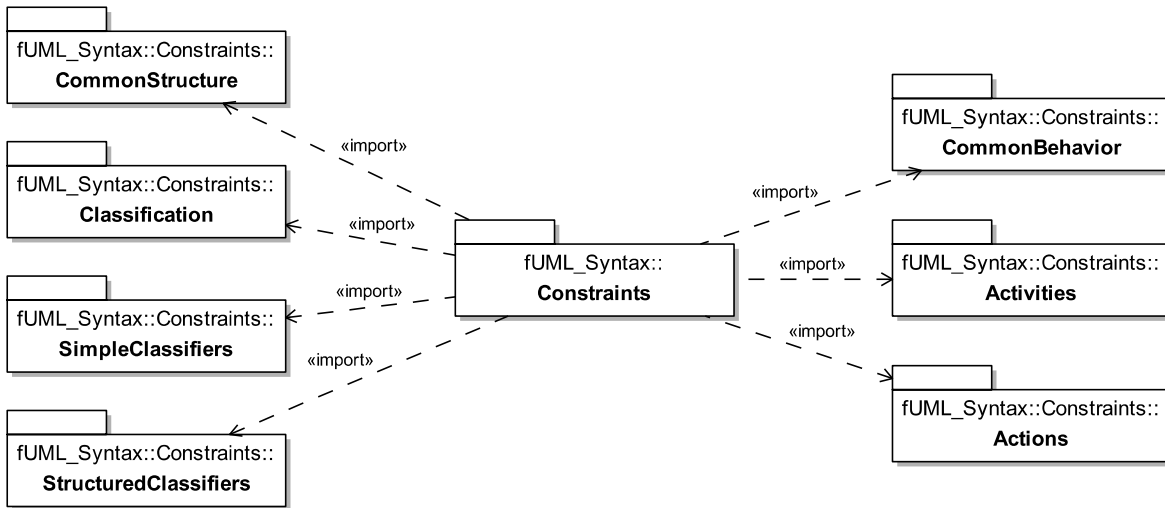 fUML_Syntax::Constraints::
CommonStructure
«import»
fUML_Syntax::Constraints::
Classification
«import»
fUML_Syntax::Constraints::
SimpleClassifiers
«import»
«import»
fUML_Syntax::Constraints::
StructuredClassifiers
fUML_Syntax::
Constraints
«import»
fUML_Syntax::Constraints::
CommonBehavior
«import»
fUML_Syntax::Constraints::
Activities
«import»
fUML_Syntax::Constraints::
Actions